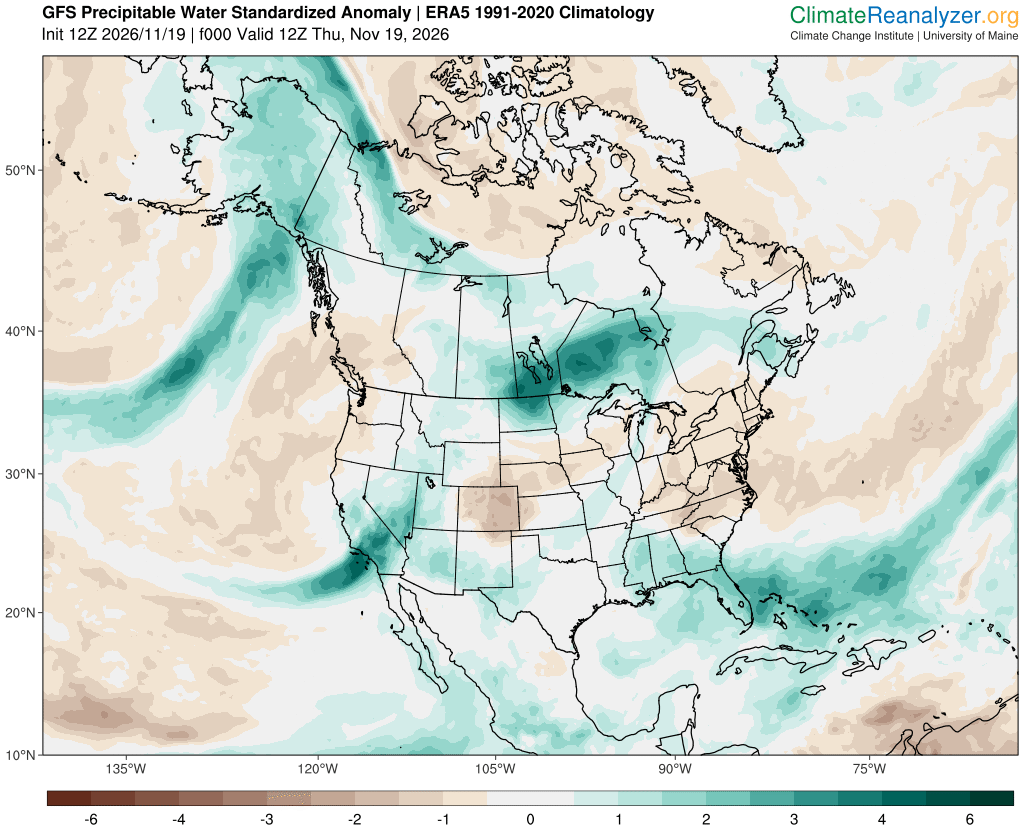 GFS Precipitable Water Standardized Anomaly | ERA5 1991-2020 Climatology
Init 12Z 2026/11/19 | f000 Valid 12Z Thu, Nov 19, 2026
ClimateReanalyzer.org
Climate Change Institute | University of Maine
50°N
40°N
30°N
20°N
10°N
135°W 120°W 105°W 90°W 75°W
-6 -4 -3 -2 -1 0 1 2 3 4 6